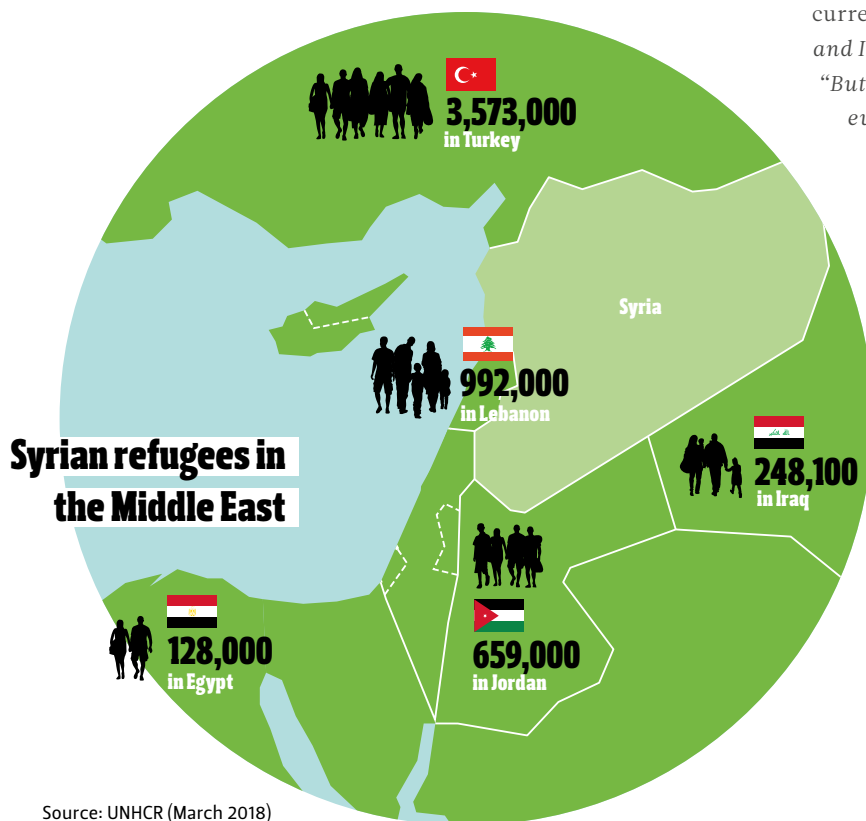 curre
and I
“But
eu
3,573,000
in Turkey
Syria
992,000
in Lebanon
Syrian refugees in
the Middle East
248,100
in Iraq
128,000
in Egypt
659,000
in Jordan
Source: UNHCR (March 2018)